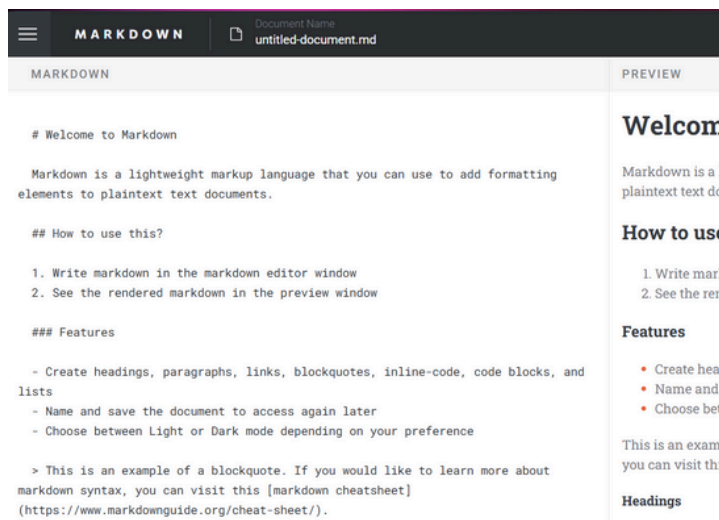 MARKDOWN
Document Name
untitled-document.md
MARKDOWN
# Welcome to Markdown
Markdown is a lightweight markup language that you can use to add formatting
elements to plaintext text documents.
## How to use this?
1. Write markdown in the markdown editor window
2. See the rendered markdown in the preview window
### Features
- Create headings, paragraphs, links, blockquotes, inline-code, code blocks, and
lists
- Name and save the document to access again later
- Choose between Light or Dark mode depending on your preference
> This is an example of a blockquote. If you would like to learn more about
markdown syntax, you can visit this [markdown cheatsheet]
(https://www.markdownguide.org/cheat-sheet/).
PREVIEW
Welcom
Markdown is a
plaintext text do
How to use
1. Write mar
2. See the ren
Features
Create hea
Name and
Choose bet
This is an exam
you can visit thi
Headings